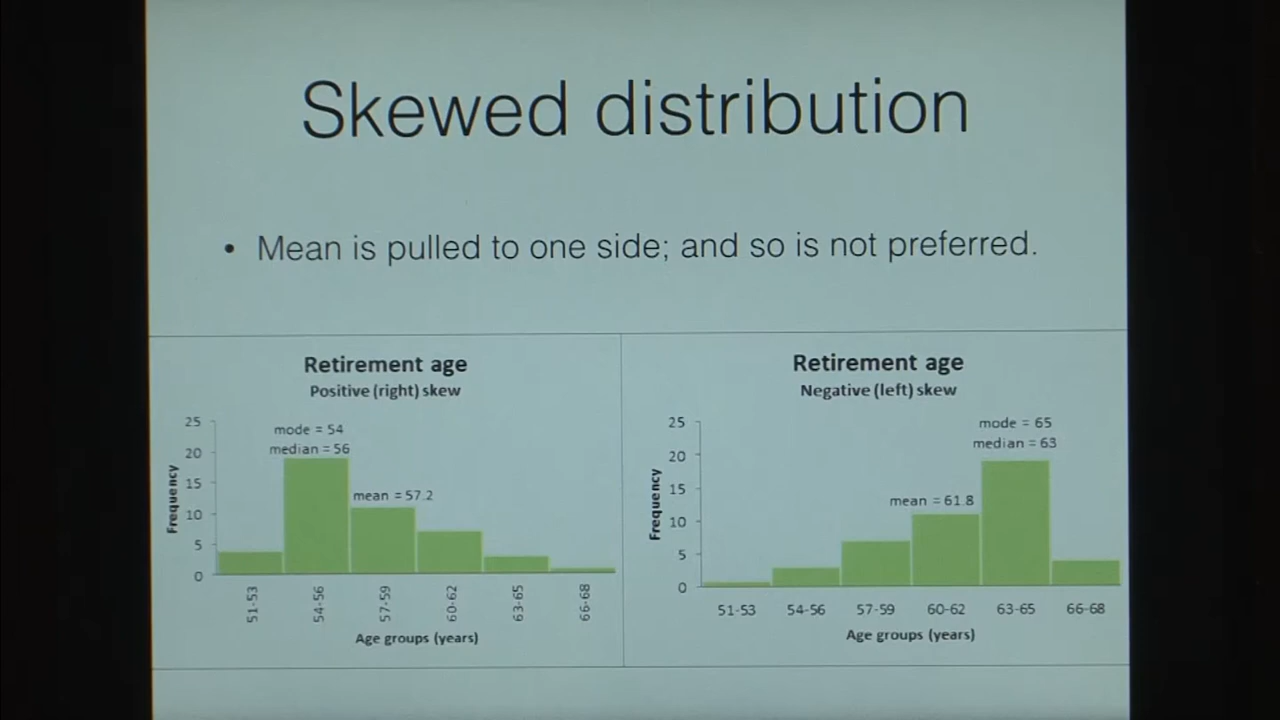 Skewed distribution
• Mean is pulled to one side; and so is not preferred.
Retirement age
Positive (right) skew
25
20
15
10
5
0
Frequency
mode = 54
median = 56
mean = 57.2
51-53
54-56
57-59
60-62
63-65
66-68
Age groups (years)
Retirement age
Negative (left) skew
25
20
15
10
5
0
Frequency
mode = 65
median = 63
mean = 61.8
51-53 54-56 57-59 60-62 63-65 66-68
Age groups (years)